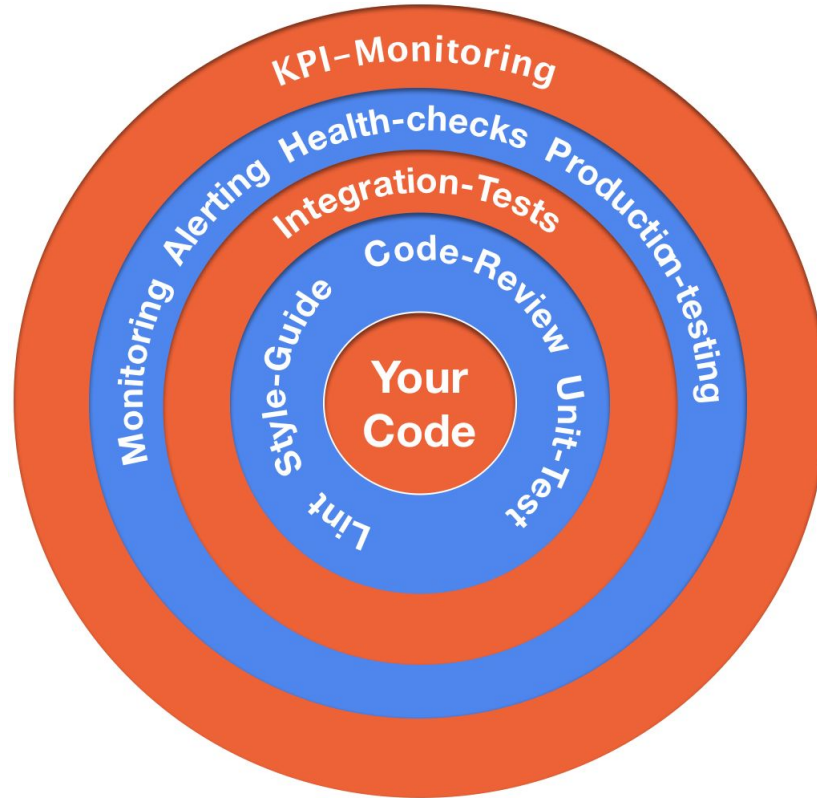 KPI-Monitoring
Monitoring Alerting Health-checks Production-testing
Integration-Tests
Lint Style-Guide Code-Review Unit-Test
Your
Code